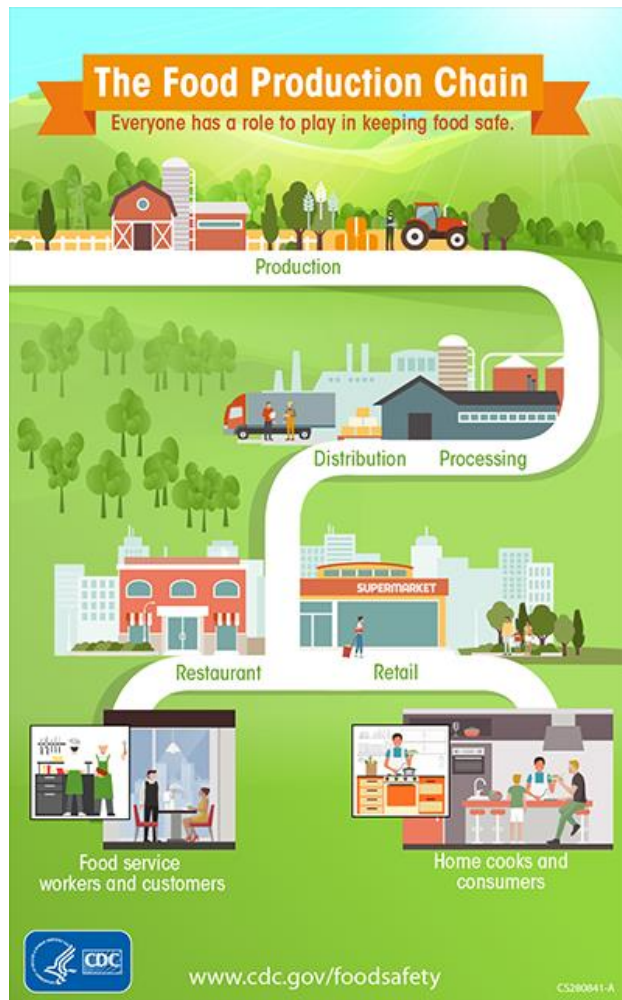 The Food Production Chain
Everyone has a role to play in keeping food safe.
Production
Distribution
Processing
SUPERMARKET
Restaurant
Retail
Food service
workers and customers
Home cooks and
consumers
CDC
www.cdc.gov/foodsafety
CS280841-A